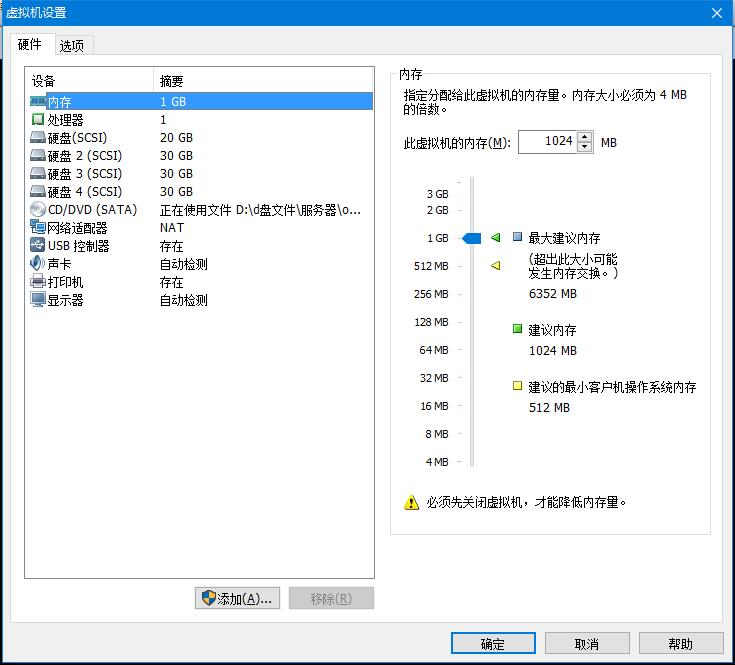 虚拟机设置
硬件 选项
设备 摘要
内存 1 GB
处理器 1
硬盘(SCSI) 20 GB
硬盘 2 (SCSI) 30 GB
硬盘 3 (SCSI) 30 GB
硬盘 4 (SCSI) 30 GB
CD/DVD (SATA) 正在使用文件 D:\d盘文件\服务器\o...
网络适配器 NAT
USB 控制器 存在
声卡 自动检测
打印机 存在
显示器 自动检测
添加(A)... 移除(R)
内存
指定分配给此虚拟机的内存量。内存大小必须为 4 MB
的倍数。
此虚拟机的内存(M): 1024 MB
3 GB
2 GB
1 GB
512 MB
256 MB
128 MB
64 MB
32 MB
16 MB
8 MB
4 MB
最大建议内存
(超出此大小可能
发生内存交换。)
6352 MB
建议内存
1024 MB
建议的最小客户机操作系统内存
512 MB
必须先关闭虚拟机，才能降低内存量。
确定 取消 帮助